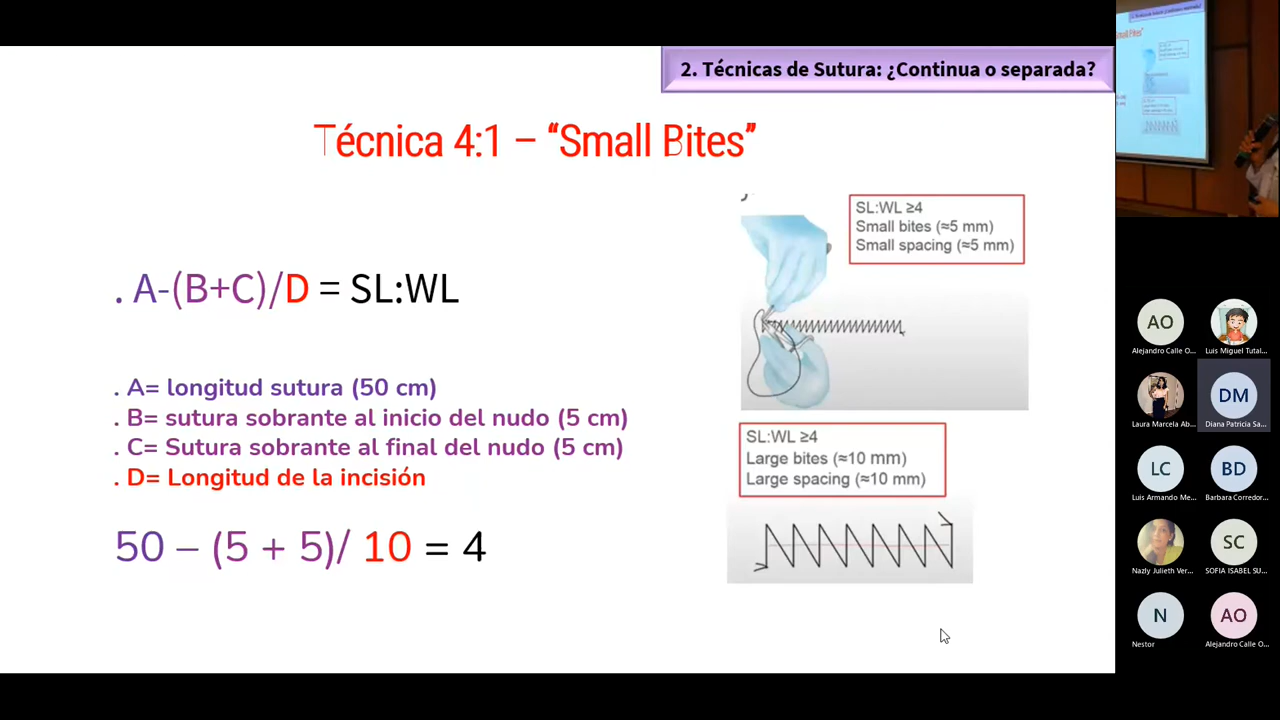 2. Técnicas de Sutura: ¿Continua o separada?
Técnica 4:1 – “Small Bites”
SL:WL ≥4
Small bites (≈5 mm)
Small spacing (≈5 mm)
. A-(B+C)/D = SL:WL
. A= longitud sutura (50 cm)
. B= sutura sobrante al inicio del nudo (5 cm)
. C= Sutura sobrante al final del nudo (5 cm)
. D= Longitud de la incisión
50 – (5 + 5)/ 10 = 4
SL:WL ≥4
Large bites (≈10 mm)
Large spacing (≈10 mm)
AO
Alejandro Calle O...
Luis Miguel Tutal...
Laura Marcela Ab...
DM
Diana Patricia Sa...
LC
Luis Armando Me...
BD
Barbara Corredor...
Nazly Julieth Ver...
SC
SOFIA ISABEL SU...
N
Nestor
AO
Alejandro Calle O...